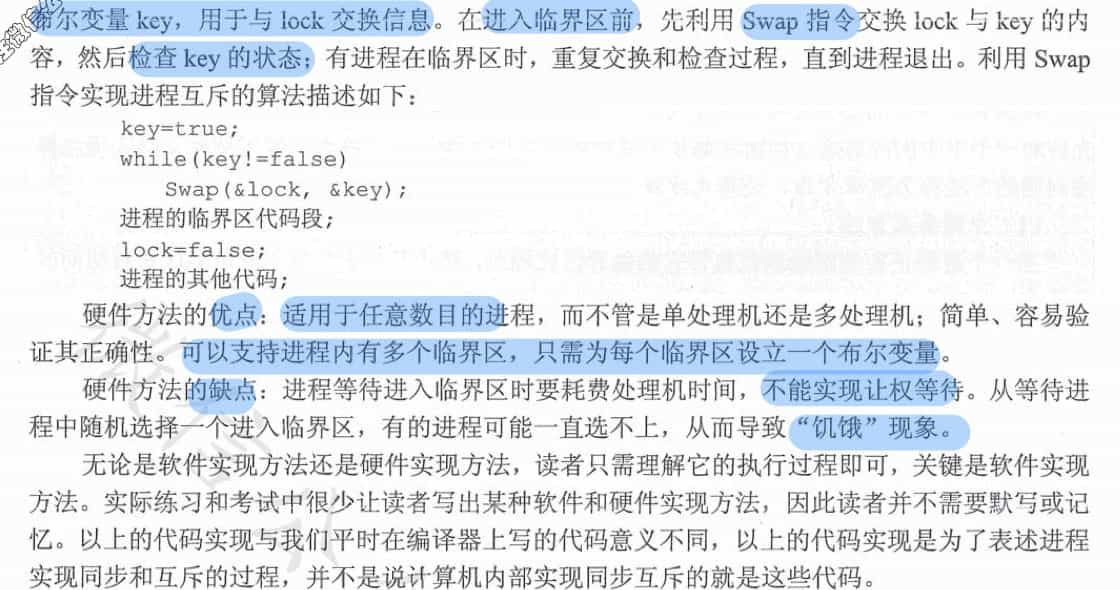 布尔变量 key，用于与 lock 交换信息。在进入临界区前，先利用 Swap 指令交换 lock 与 key 的内
容，然后检查 key 的状态；有进程在临界区时，重复交换和检查过程，直到进程退出。利用 Swap
指令实现进程互斥的算法描述如下：
key=true;
while(key!=false)
Swap(&lock, &key);
进程的临界区代码段;
lock=false;
进程的其他代码;
硬件方法的优点：适用于任意数目的进程，而不管是单处理机还是多处理机；简单、容易验
证其正确性。可以支持进程内有多个临界区，只需为每个临界区设立一个布尔变量。
硬件方法的缺点：进程等待进入临界区时要耗费处理机时间，不能实现让权等待。从等待进
程中随机选择一个进入临界区，有的进程可能一直选不上，从而导致“饥饿”现象。
无论是软件实现方法还是硬件实现方法，读者只需理解它的执行过程即可，关键是软件实现
方法。实际练习和考试中很少让读者写出某种软件和硬件实现方法，因此读者并不需要默写或记
忆。以上的代码实现与我们平时在编译器上写的代码意义不同，以上的代码实现是为了表述进程
实现同步和互斥的过程，并不是说计算机内部实现同步互斥的就是这些代码。